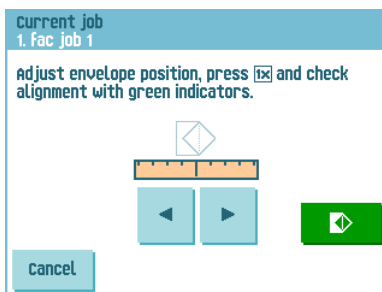 Current job
1. Fac job 1
Adjust envelope position, press 1x and check
alignment with green indicators.
Cancel